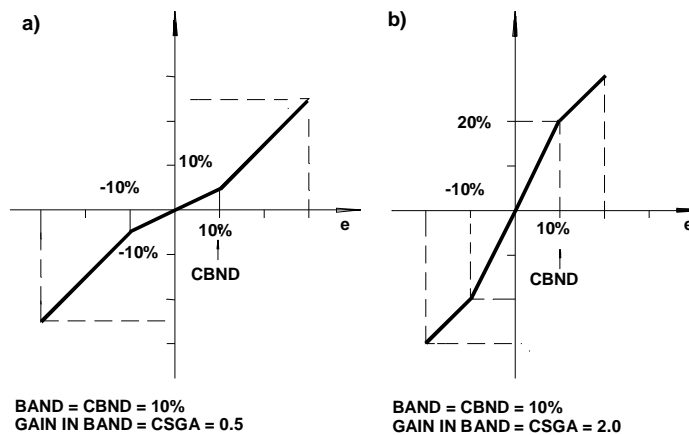 a)
10%
-10%
10%
e
-10%
CBND
BAND = CBND = 10%
GAIN IN BAND = CSGA = 0.5
b)
20%
-10%
10%
e
CBND
BAND = CBND = 10%
GAIN IN BAND = CSGA = 2.0